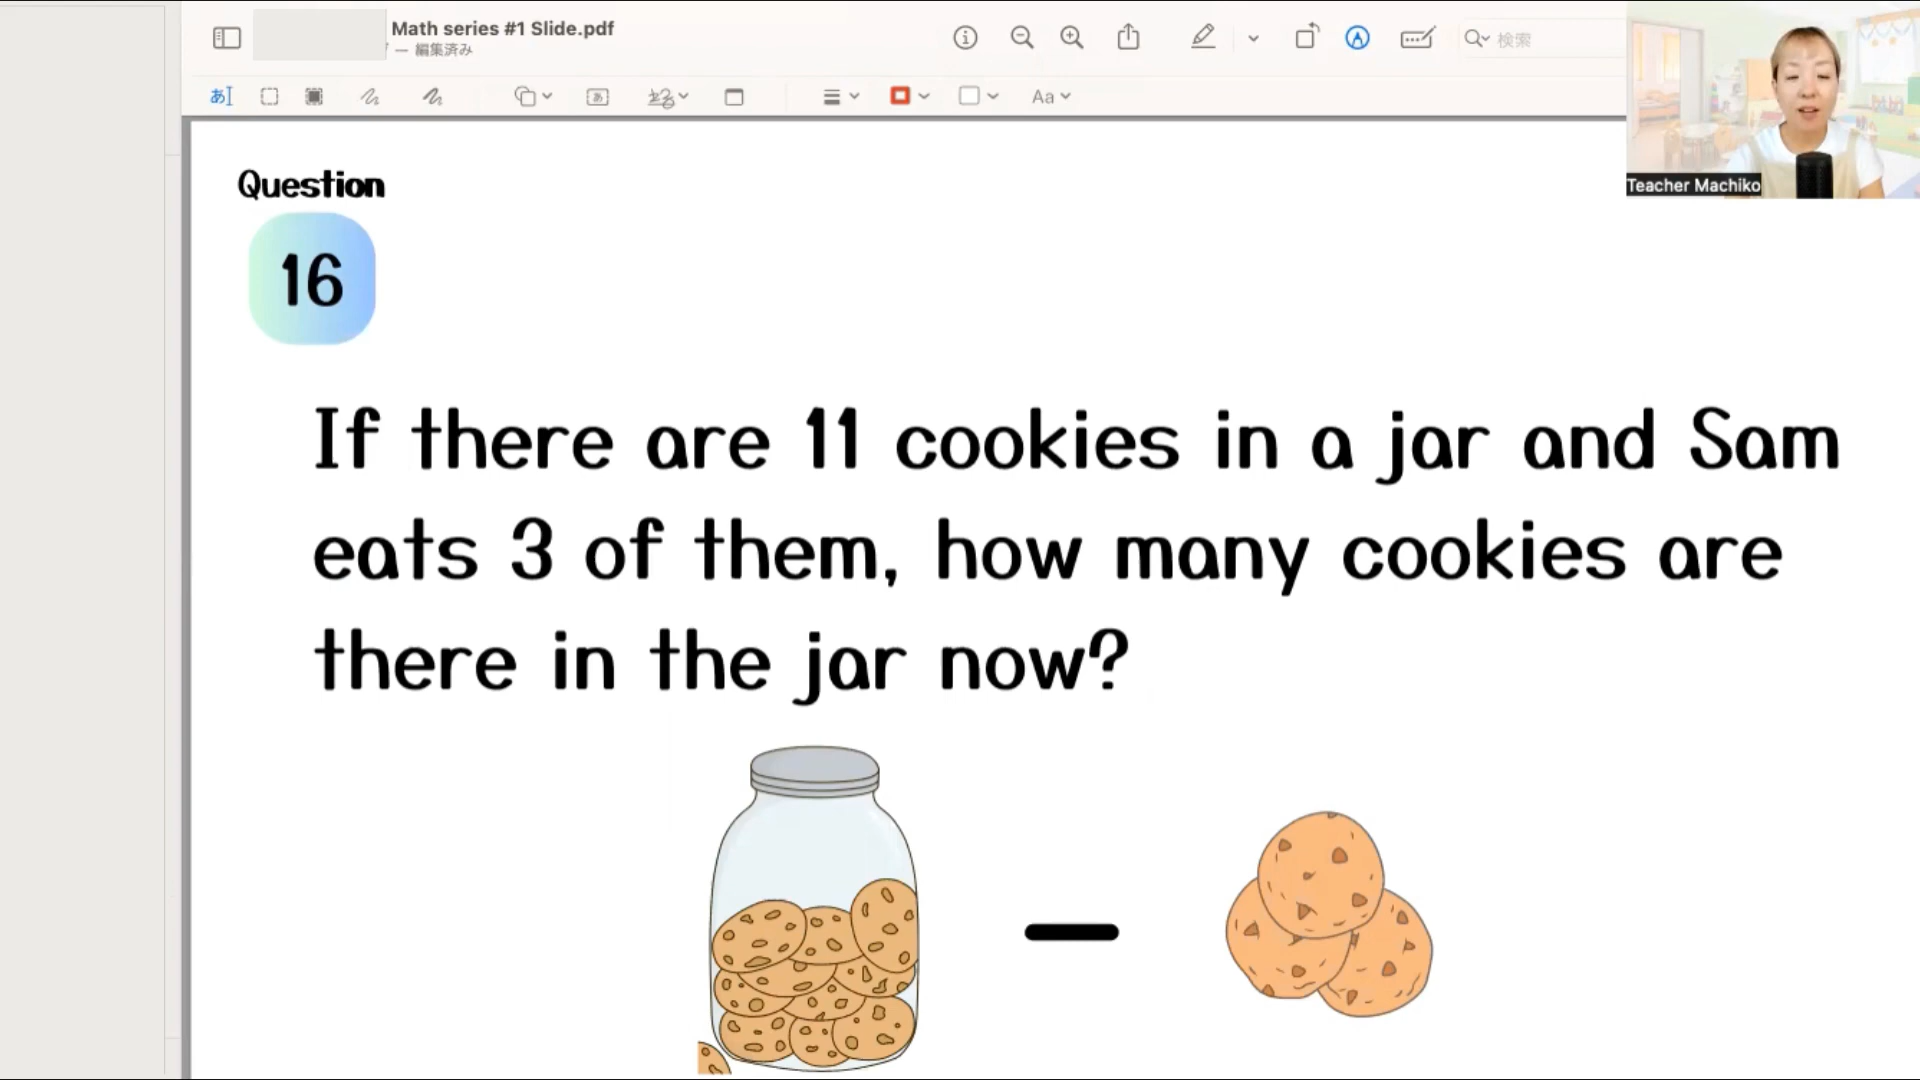 Math series #1 Slide.pdf
— 編集済み
検索
あ
あ
Aa
Teacher Machiko
Question
16
If there are 11 cookies in a jar and Sam
eats 3 of them, how many cookies are
there in the jar now?